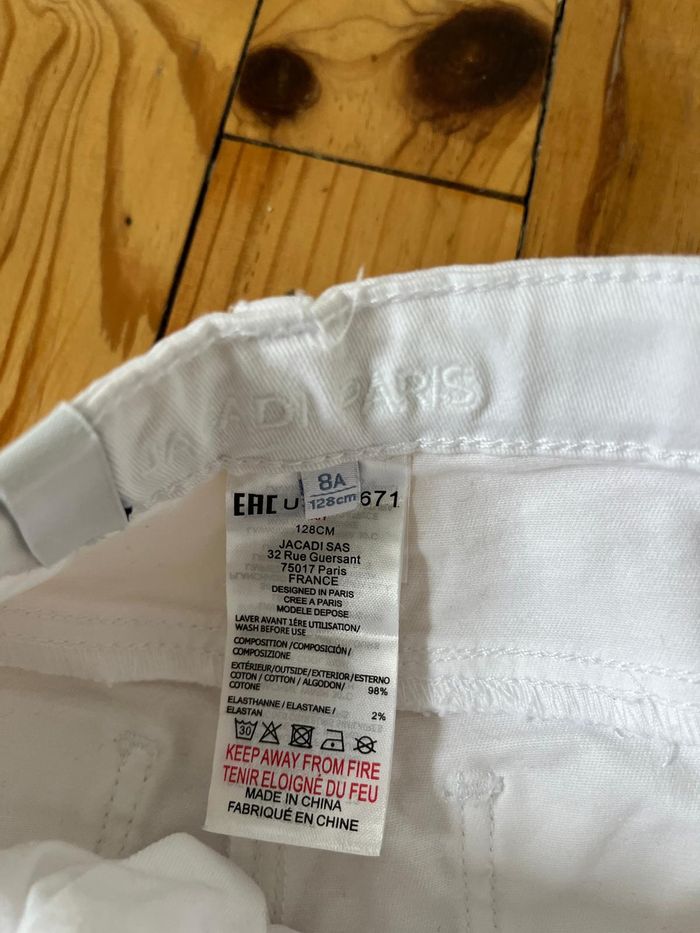 JACADI PARIS
8A
128cm
EAC U 671
128CM
JACADI SAS
32 Rue Guersant
75017 Paris
FRANCE
DESIGNED IN PARIS
CREE A PARIS
MODELE DEPOSE
LAVER AVANT 1ÈRE UTILISATION/
WASH BEFORE USE
COMPOSITION /COMPOSICIÓN/
COMPOSIZIONE
EXTÉRIEUR/OUTSIDE/EXTERIOR/ESTERNO
COTON / COTTON / ALGODON/ 98%
COTONE
ELASTHANNE / ELASTANE / 2%
ELASTAN
30
KEEP AWAY FROM FIRE
TENIR ELOIGNÉ DU FEU
MADE IN CHINA
FABRIQUÉ EN CHINE